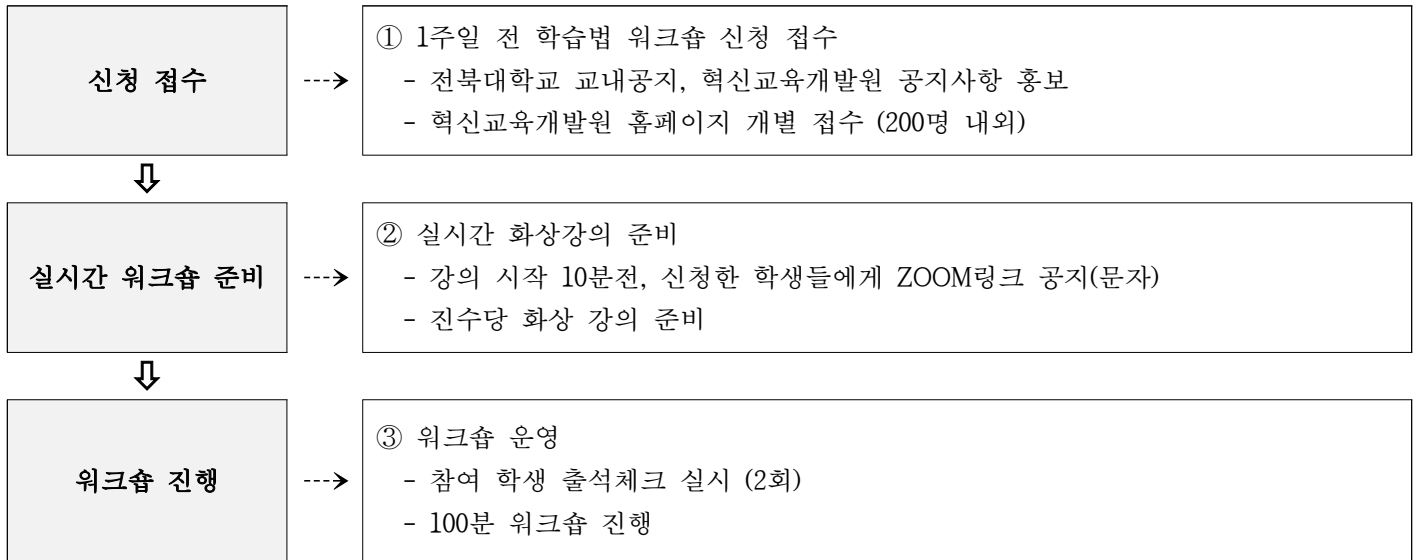 신청 접수
① 1주일 전 학습법 워크숍 신청 접수
- 전북대학교 교내공지, 혁신교육개발원 공지사항 홍보
- 혁신교육개발원 홈페이지 개별 접수 (200명 내외)
실시간 워크숍 준비
② 실시간 화상강의 준비
- 강의 시작 10분전, 신청한 학생들에게 ZOOM링크 공지(문자)
- 진수당 화상 강의 준비
워크숍 진행
③ 워크숍 운영
- 참여 학생 출석체크 실시 (2회)
- 100분 워크숍 진행